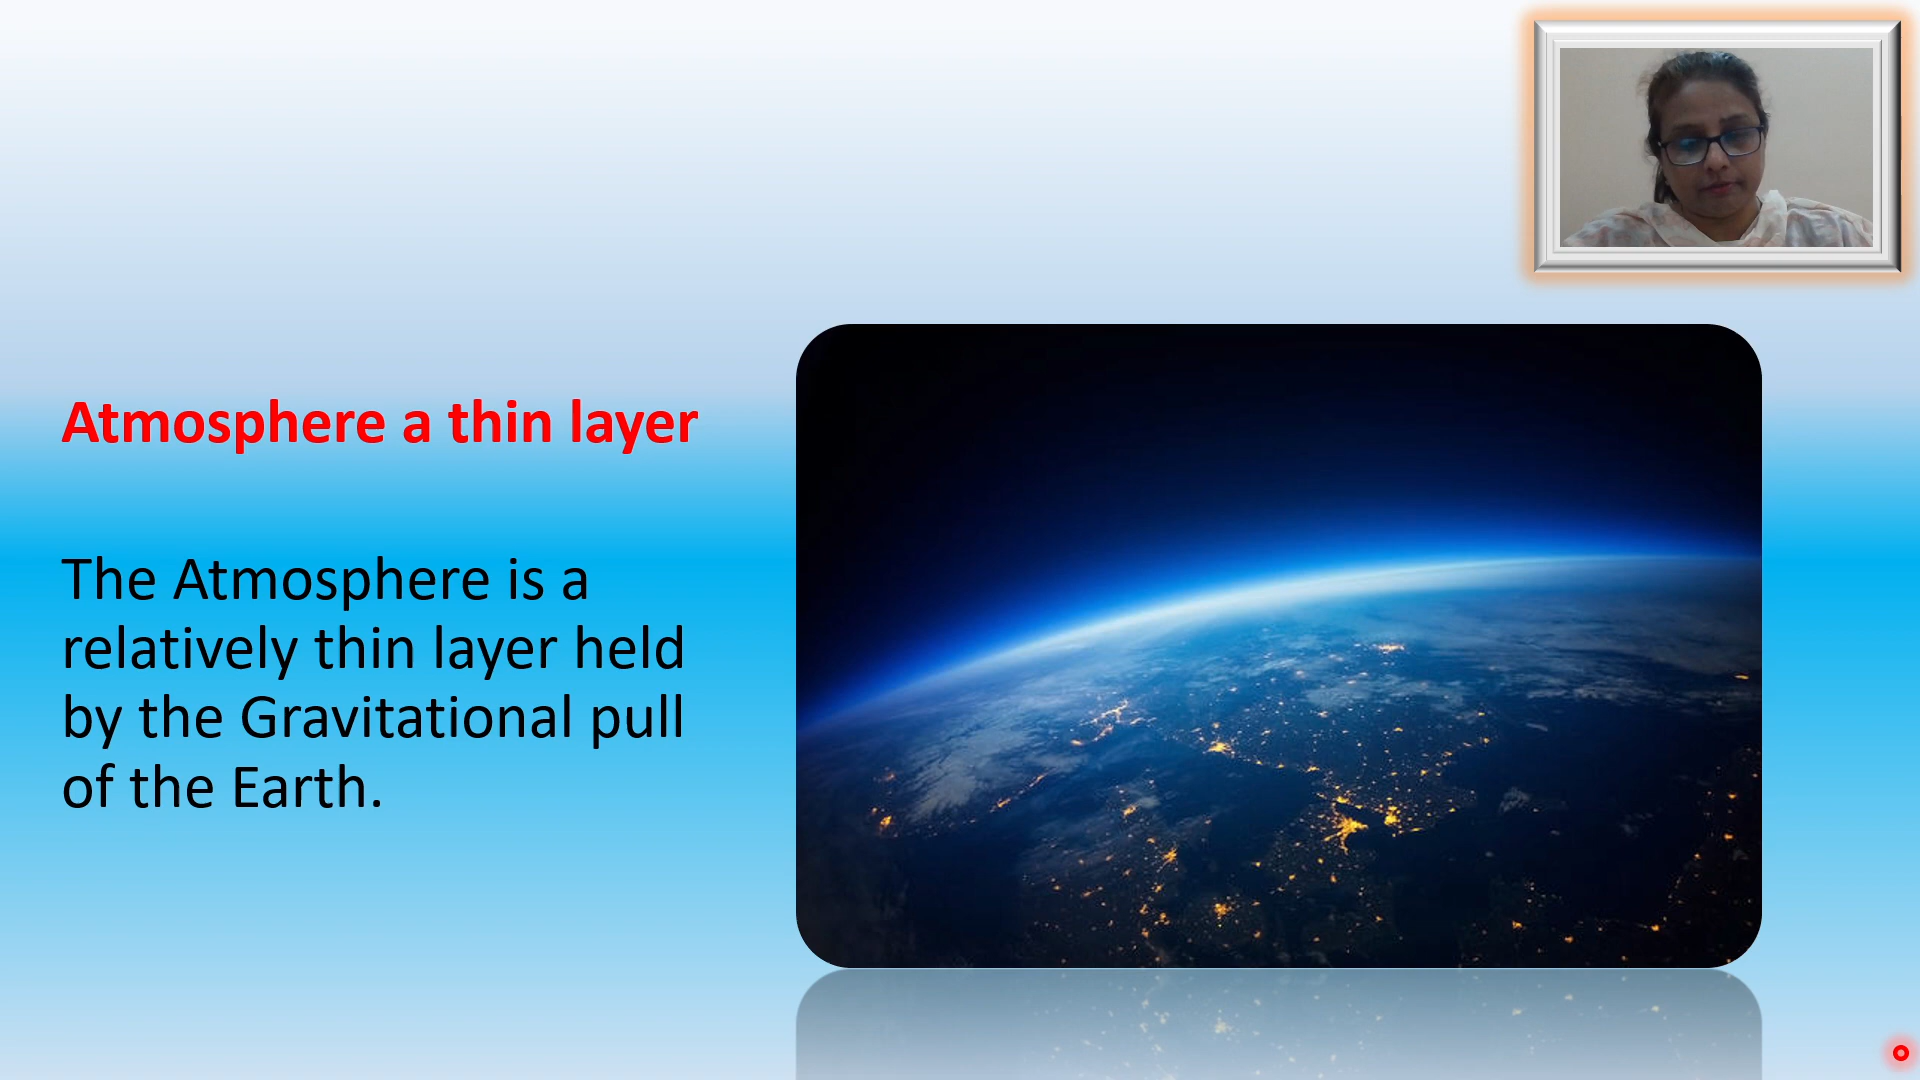 Atmosphere a thin layer
The Atmosphere is a
relatively thin layer held
by the Gravitational pull
of the Earth.